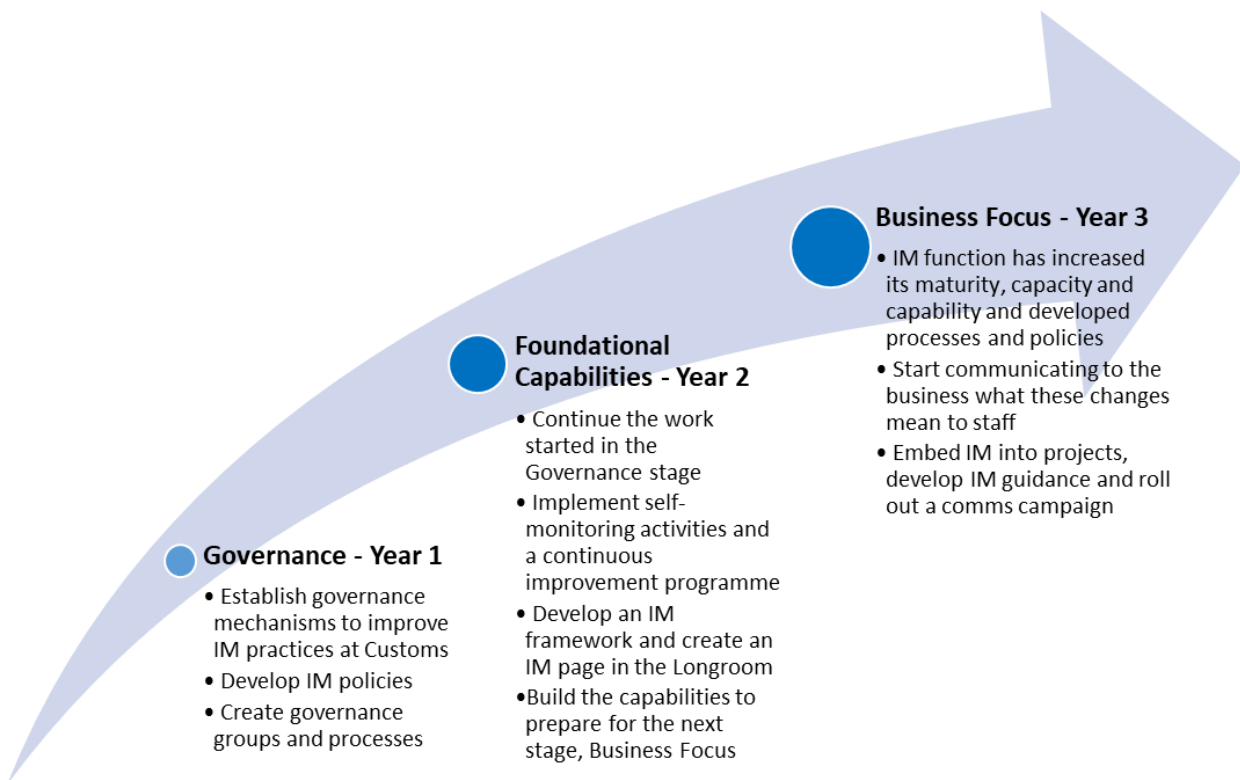 Governance - Year 1
• Establish governance
mechanisms to improve
IM practices at Customs
• Develop IM policies
• Create governance
groups and processes
Foundational
Capabilities - Year 2
• Continue the work
started in the
Governance stage
• Implement self-
monitoring activities and
a continuous
improvement programme
• Develop an IM
framework and create an
IM page in the Longroom
•Build the capabilities to
prepare for the next
stage, Business Focus
Business Focus - Year 3
• IM function has increased
its maturity, capacity and
capability and developed
processes and policies
• Start communicating to the
business what these changes
mean to staff
• Embed IM into projects,
develop IM guidance and roll
out a comms campaign